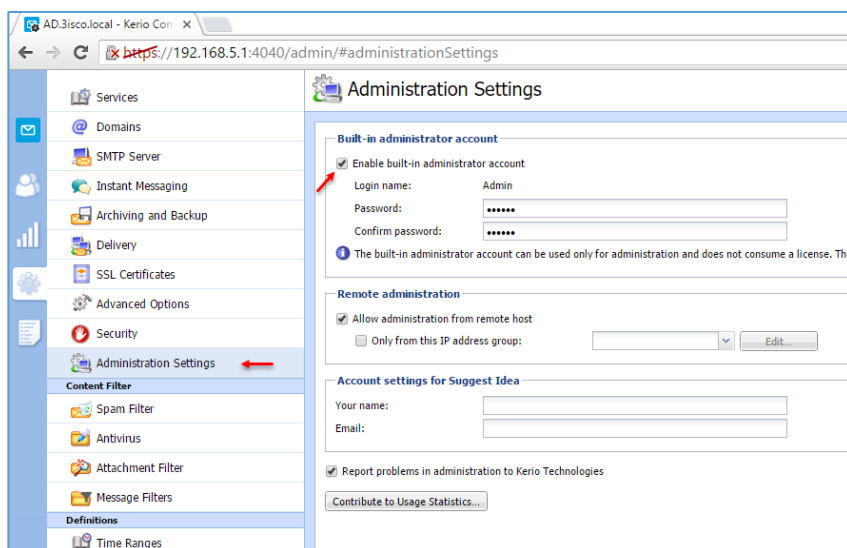 AD.3isco.local - Kerio Con
https://192.168.5.1:4040/admin/#administrationSettings
Services
Domains
SMTP Server
Instant Messaging
Archiving and Backup
Delivery
SSL Certificates
Advanced Options
Security
Administration Settings
Content Filter
Spam Filter
Antivirus
Attachment Filter
Message Filters
Definitions
Time Ranges
Administration Settings
Built-in administrator account
Enable built-in administrator account
Login name: Admin
Password: ••••••
Confirm password: ••••••
The built-in administrator account can be used only for administration and does not consume a license. The
Remote administration
Allow administration from remote host
Only from this IP address group: Edit...
Account settings for Suggest Idea
Your name:
Email:
Report problems in administration to Kerio Technologies
Contribute to Usage Statistics...